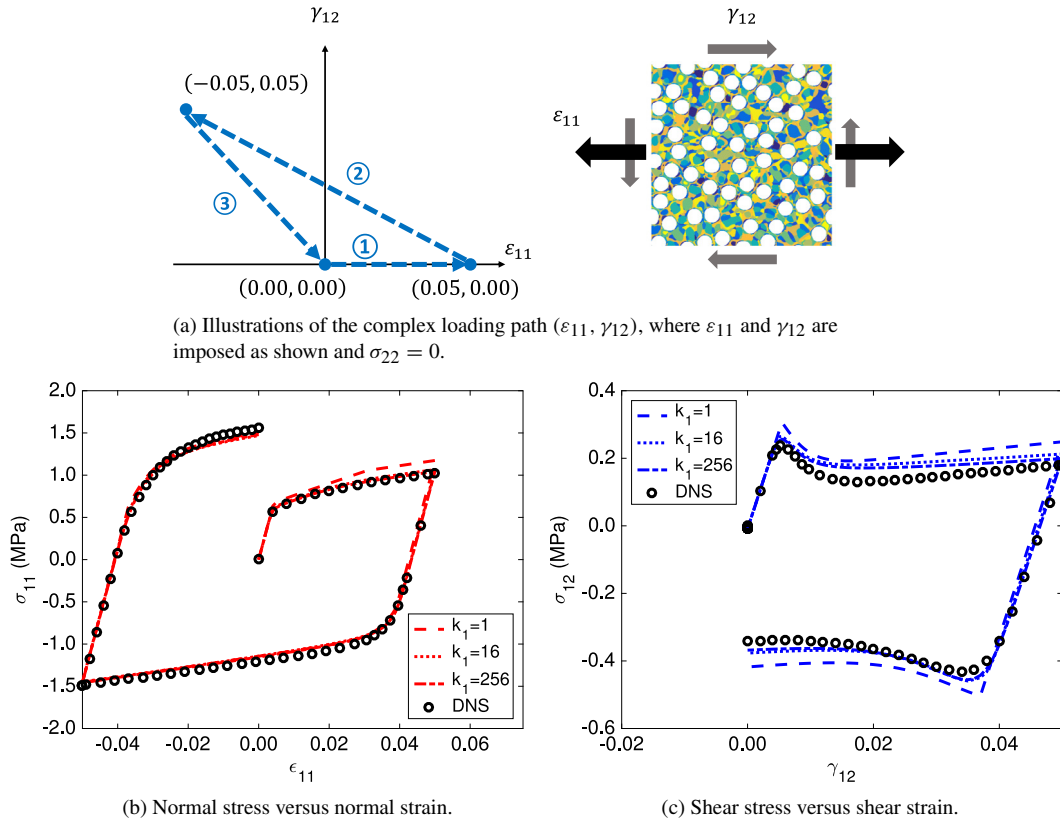 γ₁₂
(−0.05, 0.05)
②
③
①
ε₁₁
(0.00, 0.00)
(0.05, 0.00)
γ₁₂
ε₁₁
(a) Illustrations of the complex loading path (ε₁₁, γ₁₂), where ε₁₁ and γ₁₂ are
imposed as shown and σ₂₂ = 0.
2.0
1.5
1.0
0.5
0.0
-0.5
-1.0
-1.5
-2.0
σ₁₁ (MPa)
k₁=1
k₁=16
k₁=256
DNS
-0.04 -0.02 0.00 0.02 0.04 0.06
ϵ₁₁
(b) Normal stress versus normal strain.
0.4
0.2
0.0
-0.2
-0.4
-0.6
σ₁₂ (MPa)
k₁=1
k₁=16
k₁=256
DNS
-0.02 0.00 0.02 0.04
γ₁₂
(c) Shear stress versus shear strain.